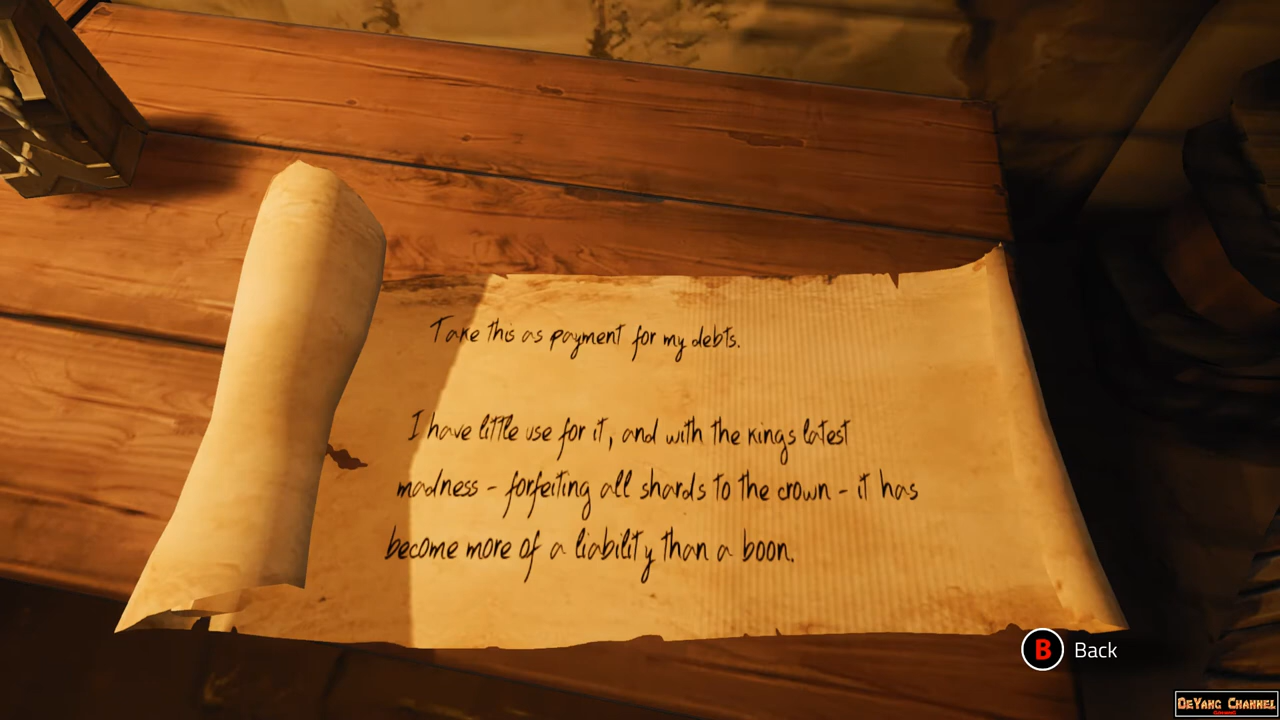 Take this as payment for my debts.
I have little use for it, and with the kings latest
madness - forfeiting all shards to the crown - it has
become more of a liability than a boon.
B Back
DeYang Channel